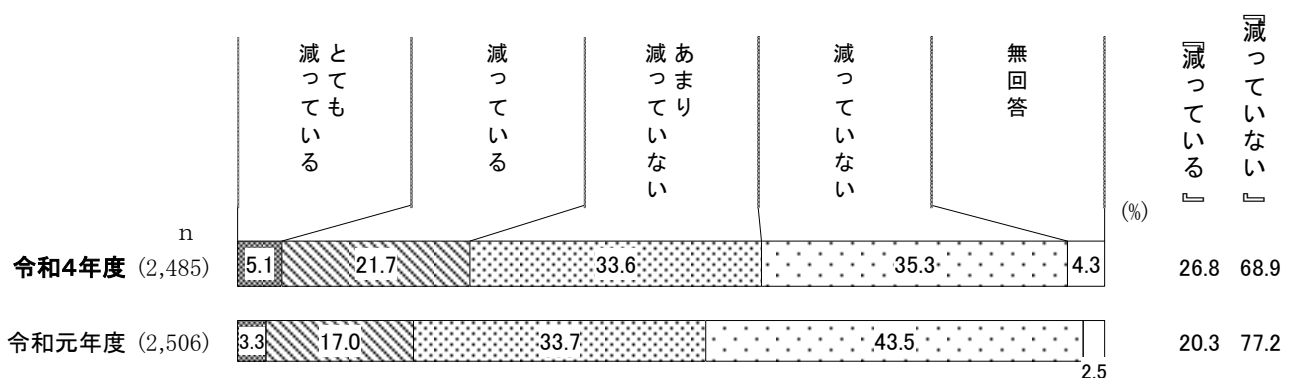 とても
減っている
減っている
あまり
減っていない
減っていない
無回答
『減っている』
『減っていない』
(%)
n
令和4年度 (2,485) 5.1 21.7 33.6 35.3 4.3 26.8 68.9
令和元年度 (2,506) 3.3 17.0 33.7 43.5 2.5 20.3 77.2